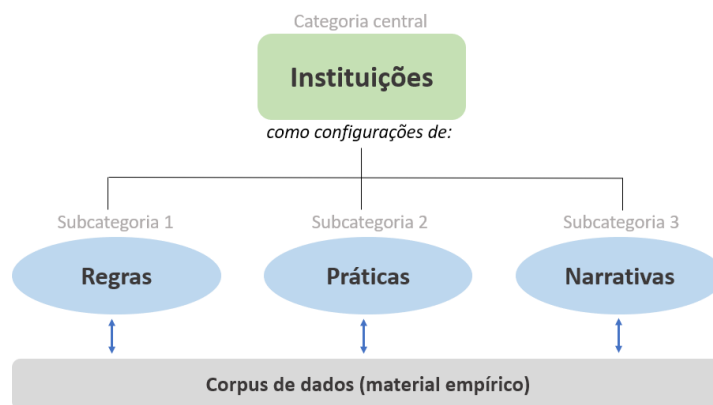 Categoria central
Instituições
como configurações de:
Subcategoria 1
Subcategoria 2
Subcategoria 3
Regras
Práticas
Narrativas
Corpus de dados (material empírico)